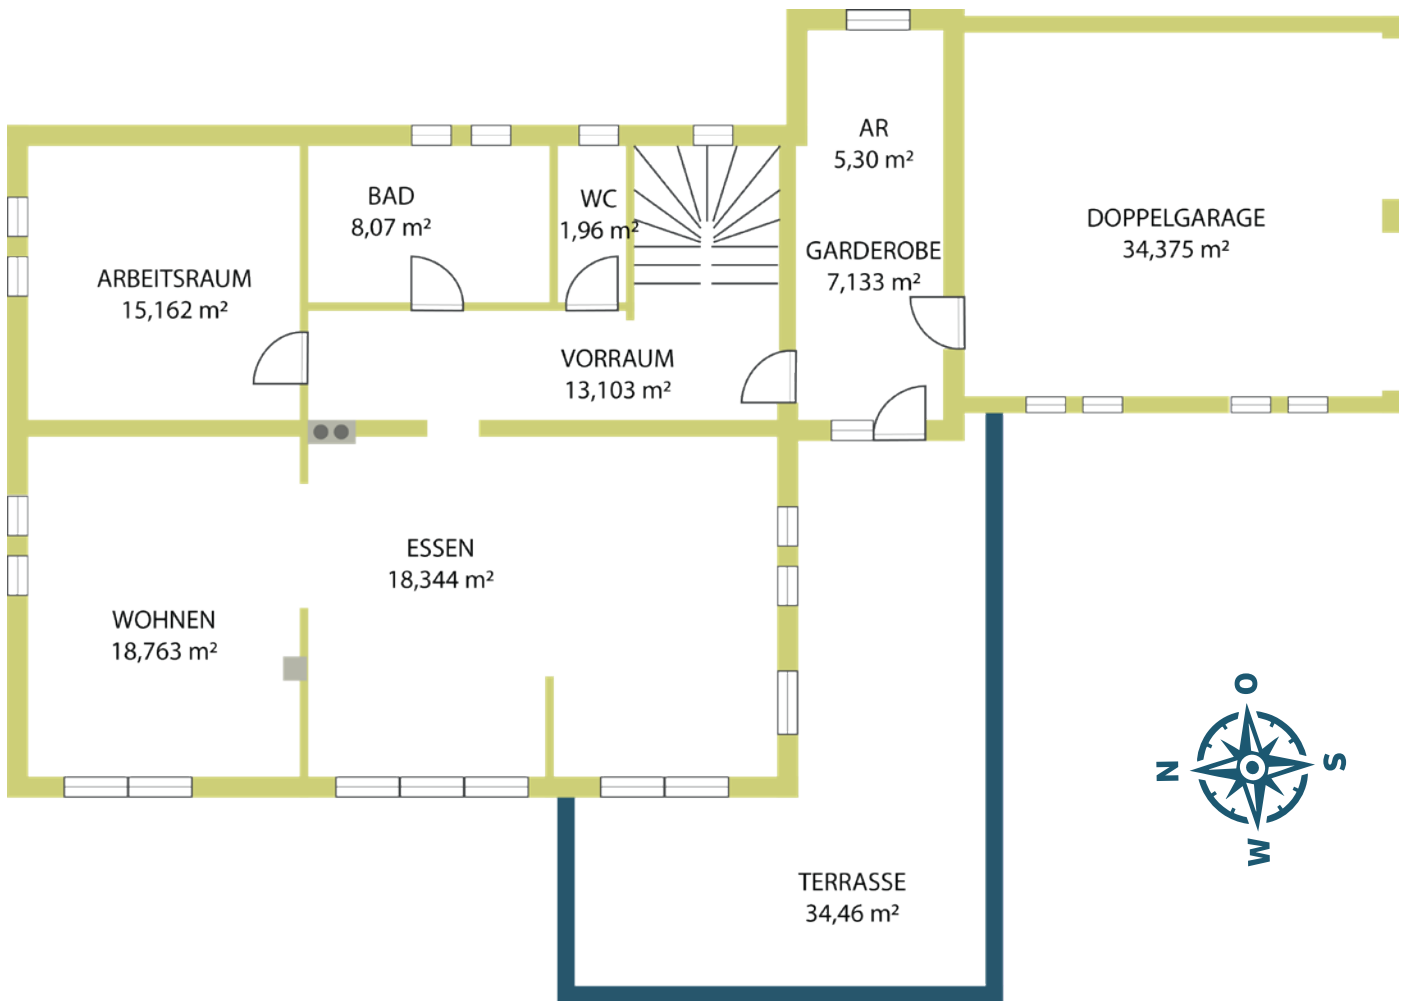 AR
5,30 m²
BAD
8,07 m²
WC
1,96 m²
DOPPELGARAGE
34,375 m²
GARDEROBE
7,133 m²
ARBEITSRAUM
15,162 m²
VORRAUM
13,103 m²
ESSEN
18,344 m²
WOHNEN
18,763 m²
O
N
S
W
TERRASSE
34,46 m²